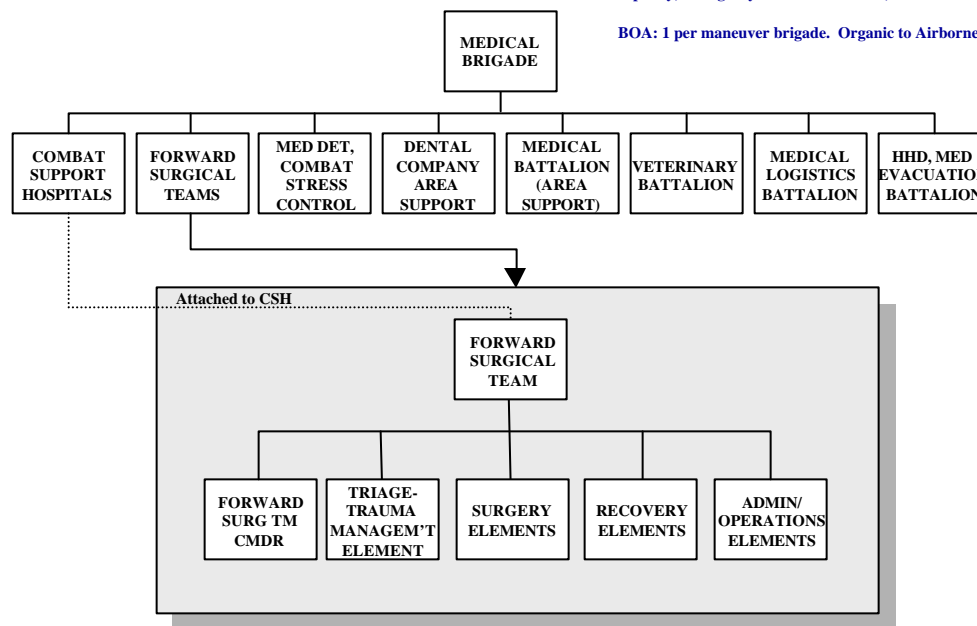 BOA: 1 per maneuver brigade. Organic to Airborne
MEDICAL
BRIGADE
COMBAT
SUPPORT
HOSPITALS
FORWARD
SURGICAL
TEAMS
MED DET,
COMBAT
STRESS
CONTROL
DENTAL
COMPANY
AREA
SUPPORT
MEDICAL
BATTALION
(AREA
SUPPORT)
VETERINARY
BATTALION
MEDICAL
LOGISTICS
BATTALION
HHD, MED
EVACUATION
BATTALION
Attached to CSH
FORWARD
SURGICAL
TEAM
FORWARD
SURG TM
CMDR
TRIAGE-
TRAUMA
MANAGEM'T
ELEMENT
SURGERY
ELEMENTS
RECOVERY
ELEMENTS
ADMIN/
OPERATIONS
ELEMENTS